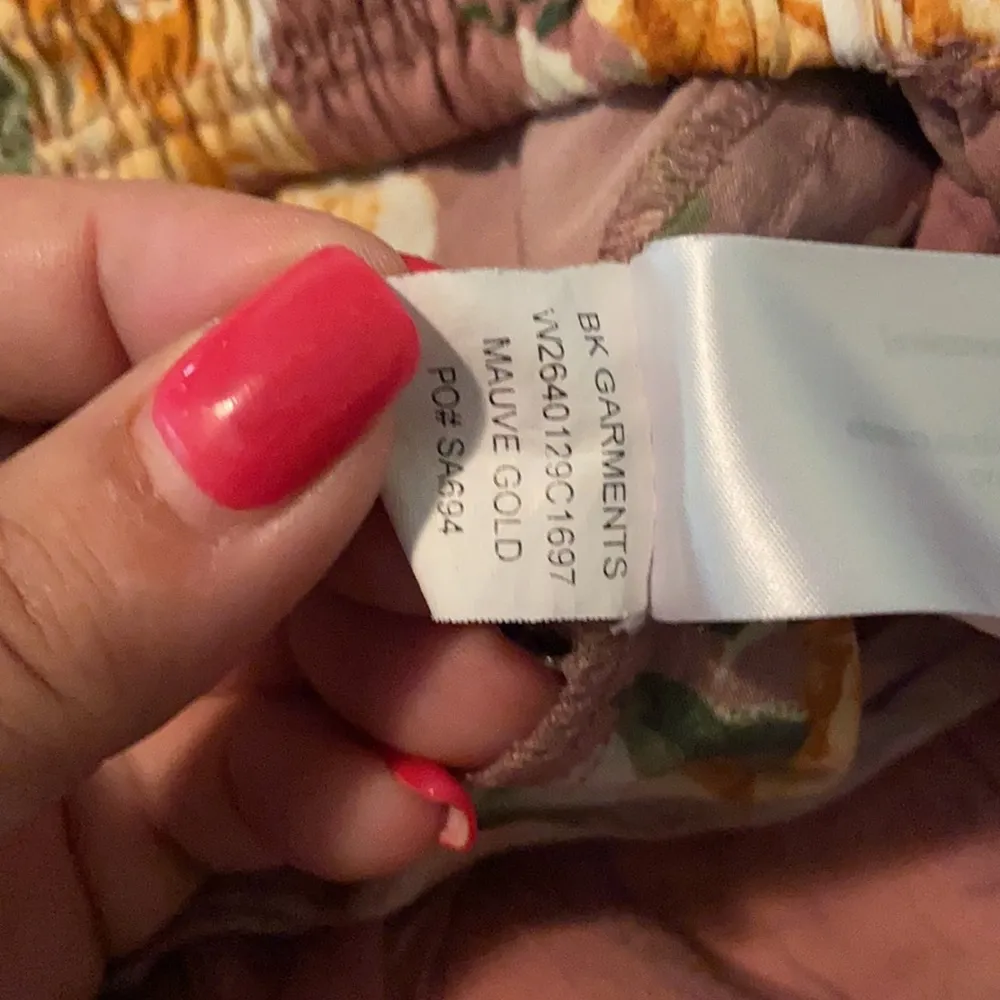 BK GARMENTS
W2640129C1697
MAUVE GOLD
PO# SA694